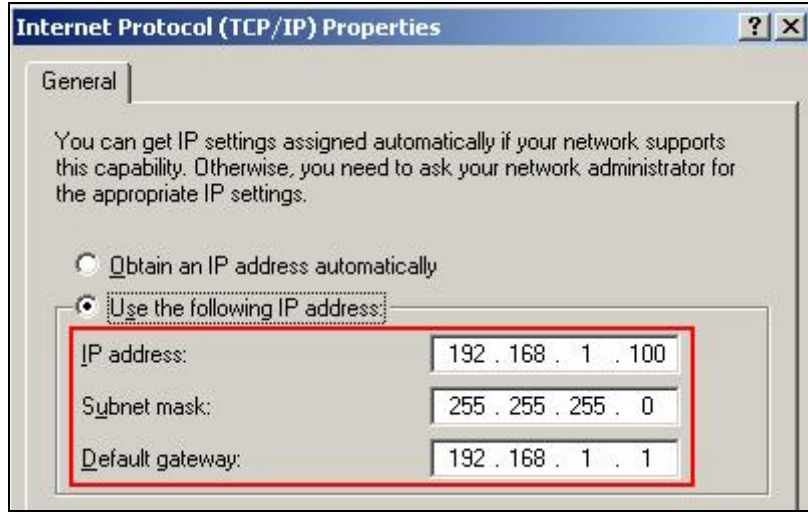 Internet Protocol (TCP/IP) Properties
General
You can get IP settings assigned automatically if your network supports
this capability. Otherwise, you need to ask your network administrator for
the appropriate IP settings.
Obtain an IP address automatically
Use the following IP address:
IP address: 192 . 168 . 1 . 100
Subnet mask: 255 . 255 . 255 . 0
Default gateway: 192 . 168 . 1 . 1